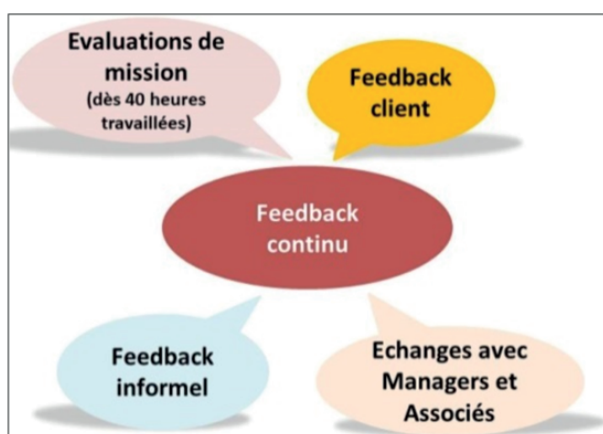 Evaluations de
mission
(dès 40 heures
travaillées)
Feedback
client
Feedback
continu
Feedback
informel
Echanges avec
Managers et
Associés